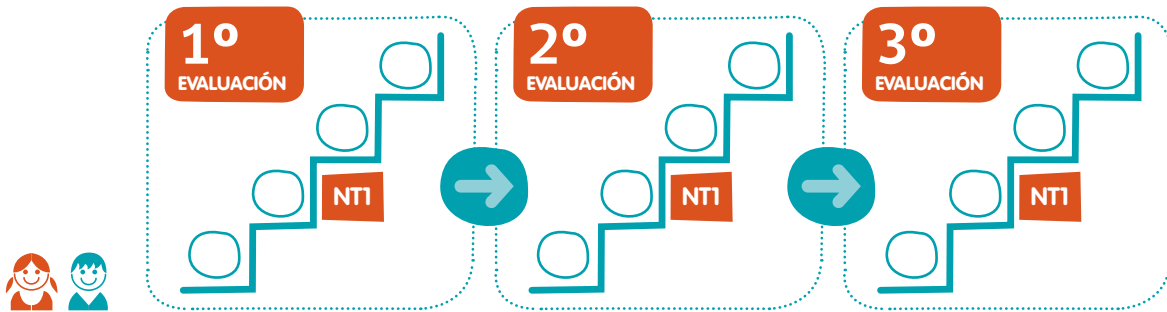 1º
EVALUACIÓN
NT1
2º
EVALUACIÓN
NT1
3º
EVALUACIÓN
NT1